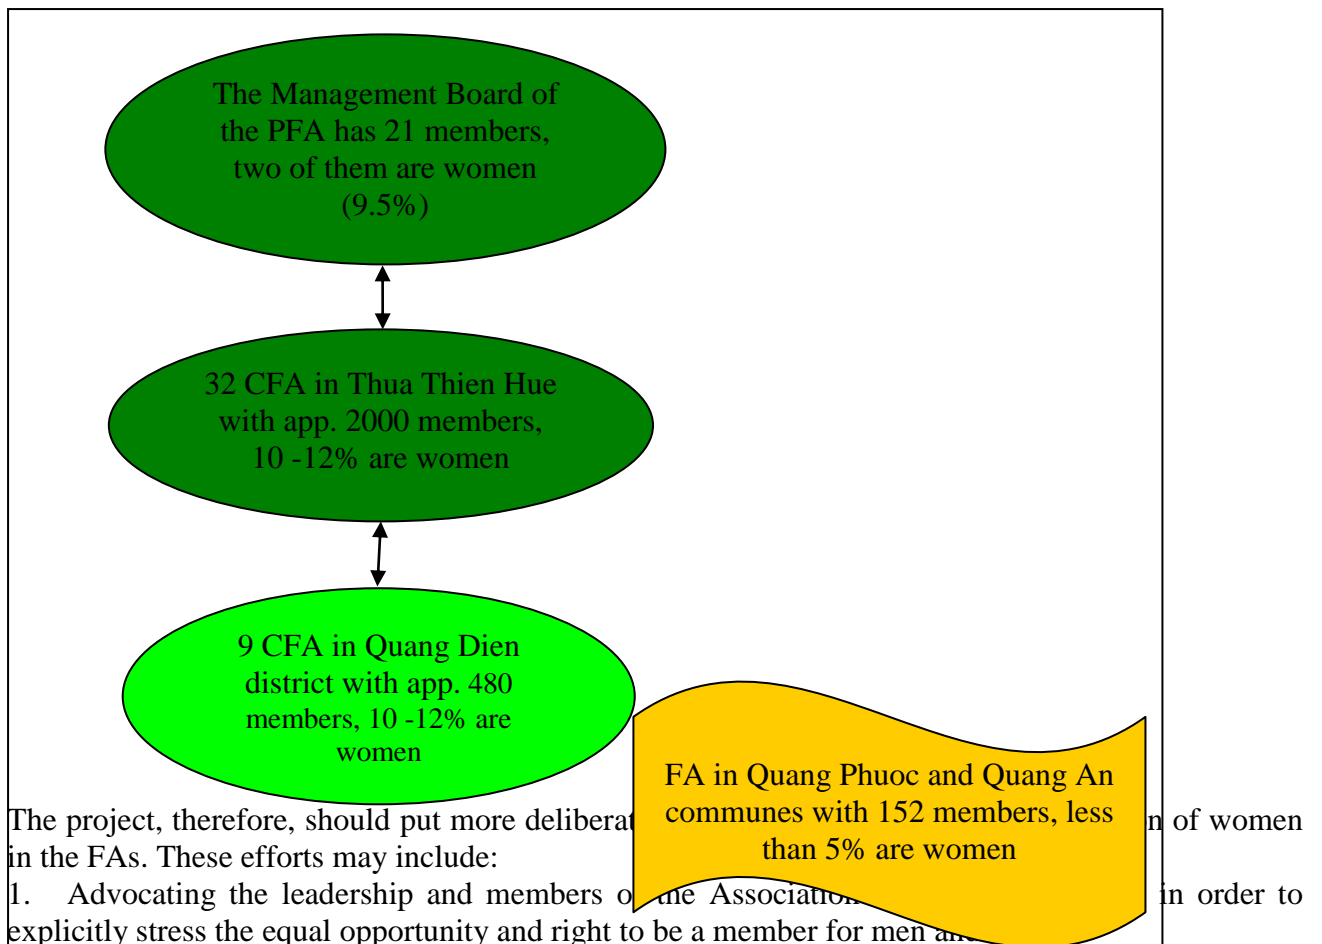 The Management Board of
the PFA has 21 members,
two of them are women
(9.5%)
32 CFA in Thua Thien Hue
with app. 2000 members,
10 -12% are women
9 CFA in Quang Dien
district with app. 480
members, 10 -12% are
women
FA in Quang Phuoc and Quang An
communes with 152 members, less
than 5% are women
The project, therefore, should put more of women
in the FAs. These efforts may include:
1. Advocating the leadership and members the in order to
explicitly stress the equal opportunity and right to be a member for men